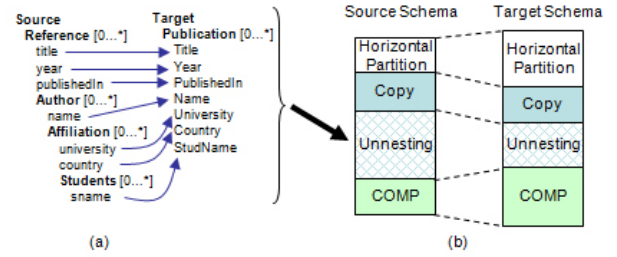 Source
Reference [0...*]
title
year
publishedIn
Author [0...*]
name
Affiliation [0...*]
university
country
Students [0...*]
sname
Target
Publication [0...*]
Title
Year
PublishedIn
Name
University
Country
StudName
(a)
Source Schema
Horizontal
Partition
Copy
Unnesting
COMP
Target Schema
Horizontal
Partition
Copy
Unnesting
COMP
(b)